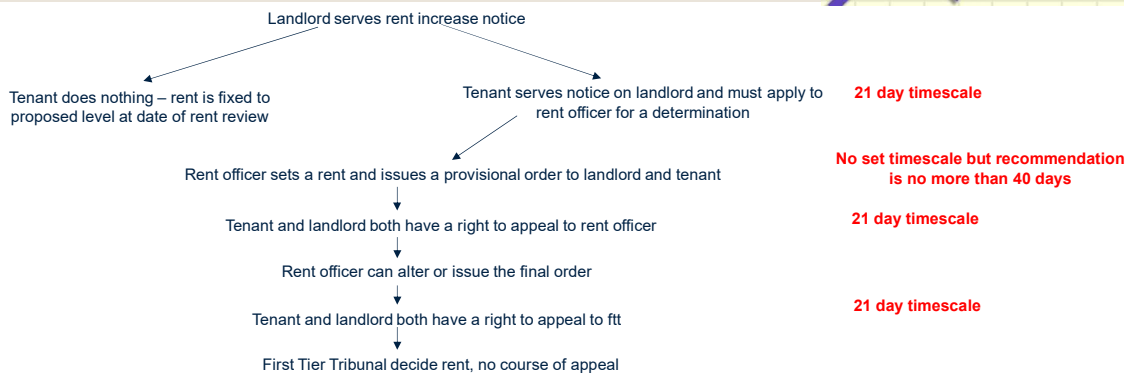 Landlord serves rent increase notice
Tenant does nothing – rent is fixed to
proposed level at date of rent review
Tenant serves notice on landlord and must apply to
rent officer for a determination
21 day timescale
Rent officer sets a rent and issues a provisional order to landlord and tenant
No set timescale but recommendation
is no more than 40 days
Tenant and landlord both have a right to appeal to rent officer
21 day timescale
Rent officer can alter or issue the final order
Tenant and landlord both have a right to appeal to ftt
21 day timescale
First Tier Tribunal decide rent, no course of appeal